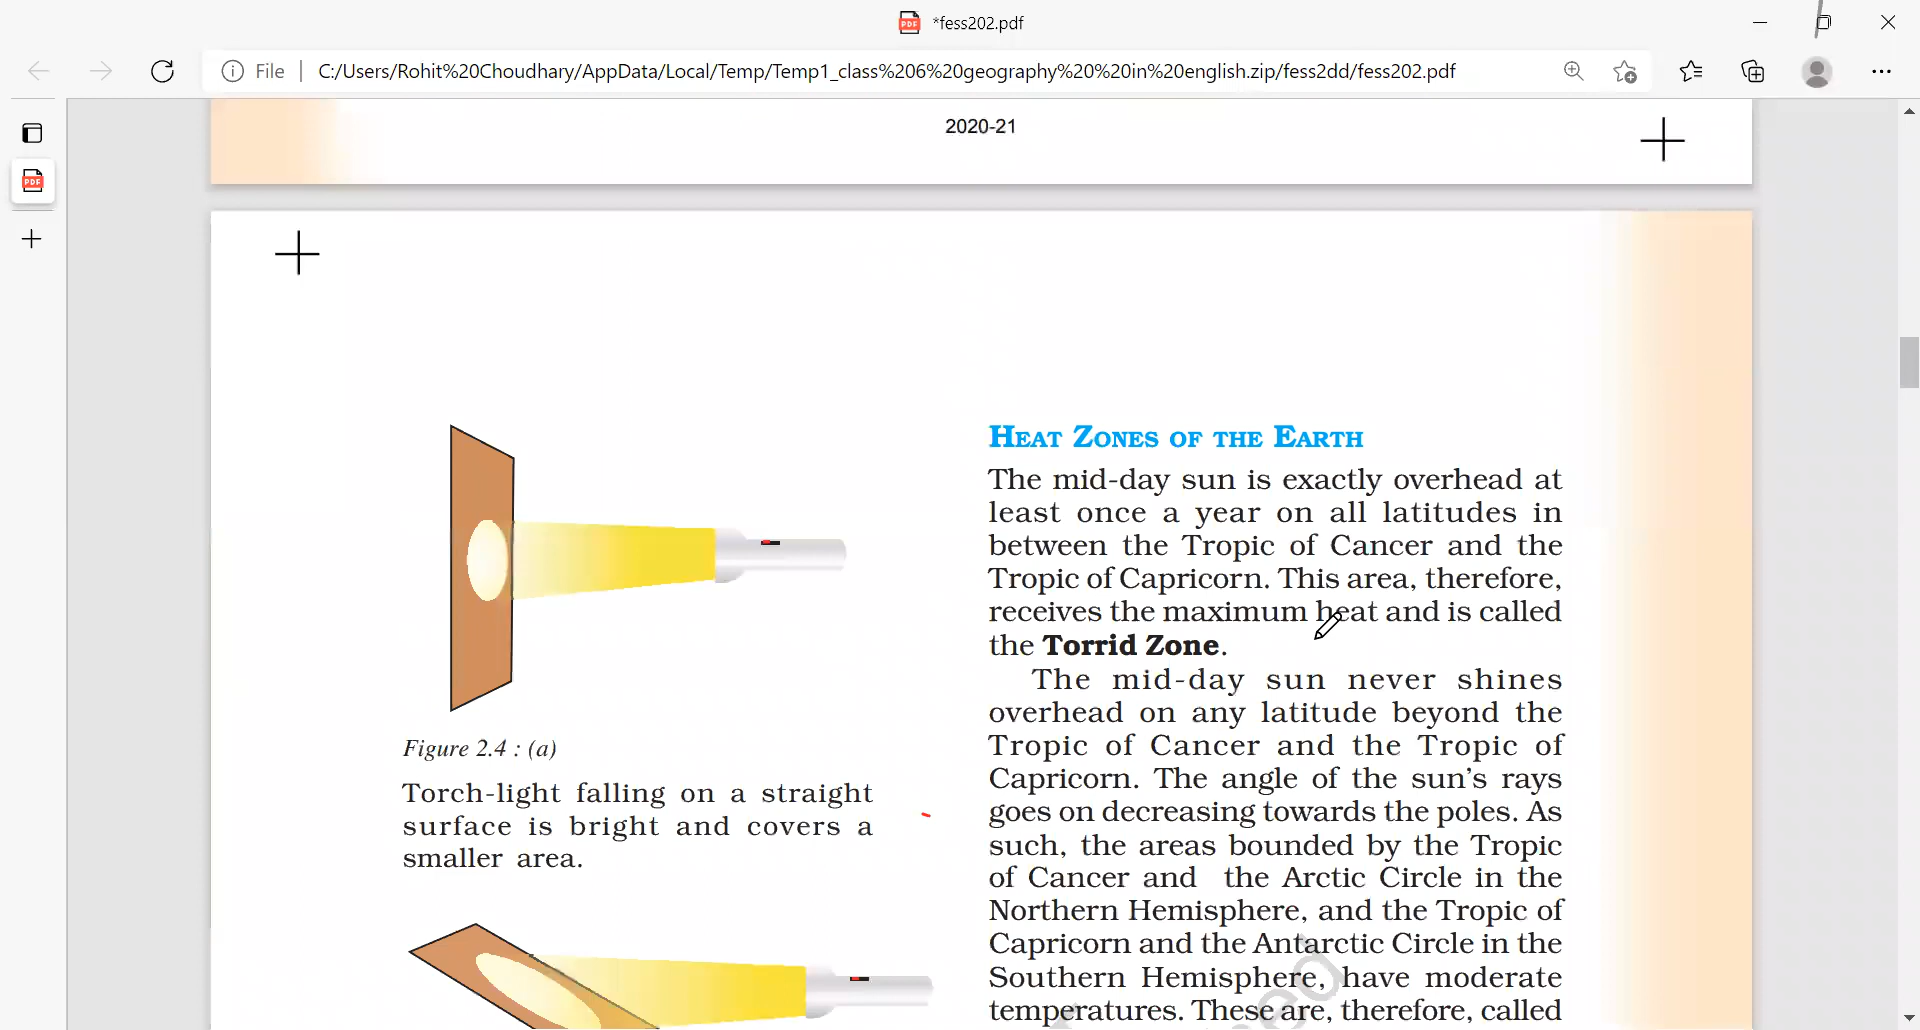 *fess202.pdf
File
C:/Users/Rohit%20Choudhary/AppData/Local/Temp/Temp1_class%206%20geography%20%20in%20english.zip/fess2dd/fess202.pdf
2020-21
Figure 2.4 : (a)
Torch-light falling on a straight
surface is bright and covers a
smaller area.
HEAT ZONES OF THE EARTH
The mid-day sun is exactly overhead at
least once a year on all latitudes in
between the Tropic of Cancer and the
Tropic of Capricorn. This area, therefore,
receives the maximum heat and is called
the Torrid Zone.
The mid-day sun never shines
overhead on any latitude beyond the
Tropic of Cancer and the Tropic of
Capricorn. The angle of the sun's rays
goes on decreasing towards the poles. As
such, the areas bounded by the Tropic
of Cancer and the Arctic Circle in the
Northern Hemisphere, and the Tropic of
Capricorn and the Antarctic Circle in the
Southern Hemisphere, have moderate
temperatures. These are, therefore, called